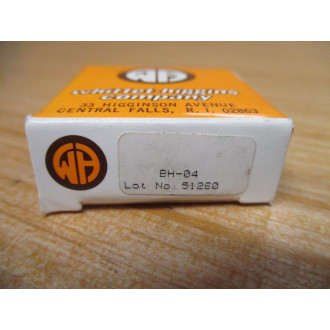 WH
whittet-higgins
company
33 HIGGINSON AVENUE
CENTRAL FALLS, R. I. 02863
WH
BH-04
Lot No: 51260